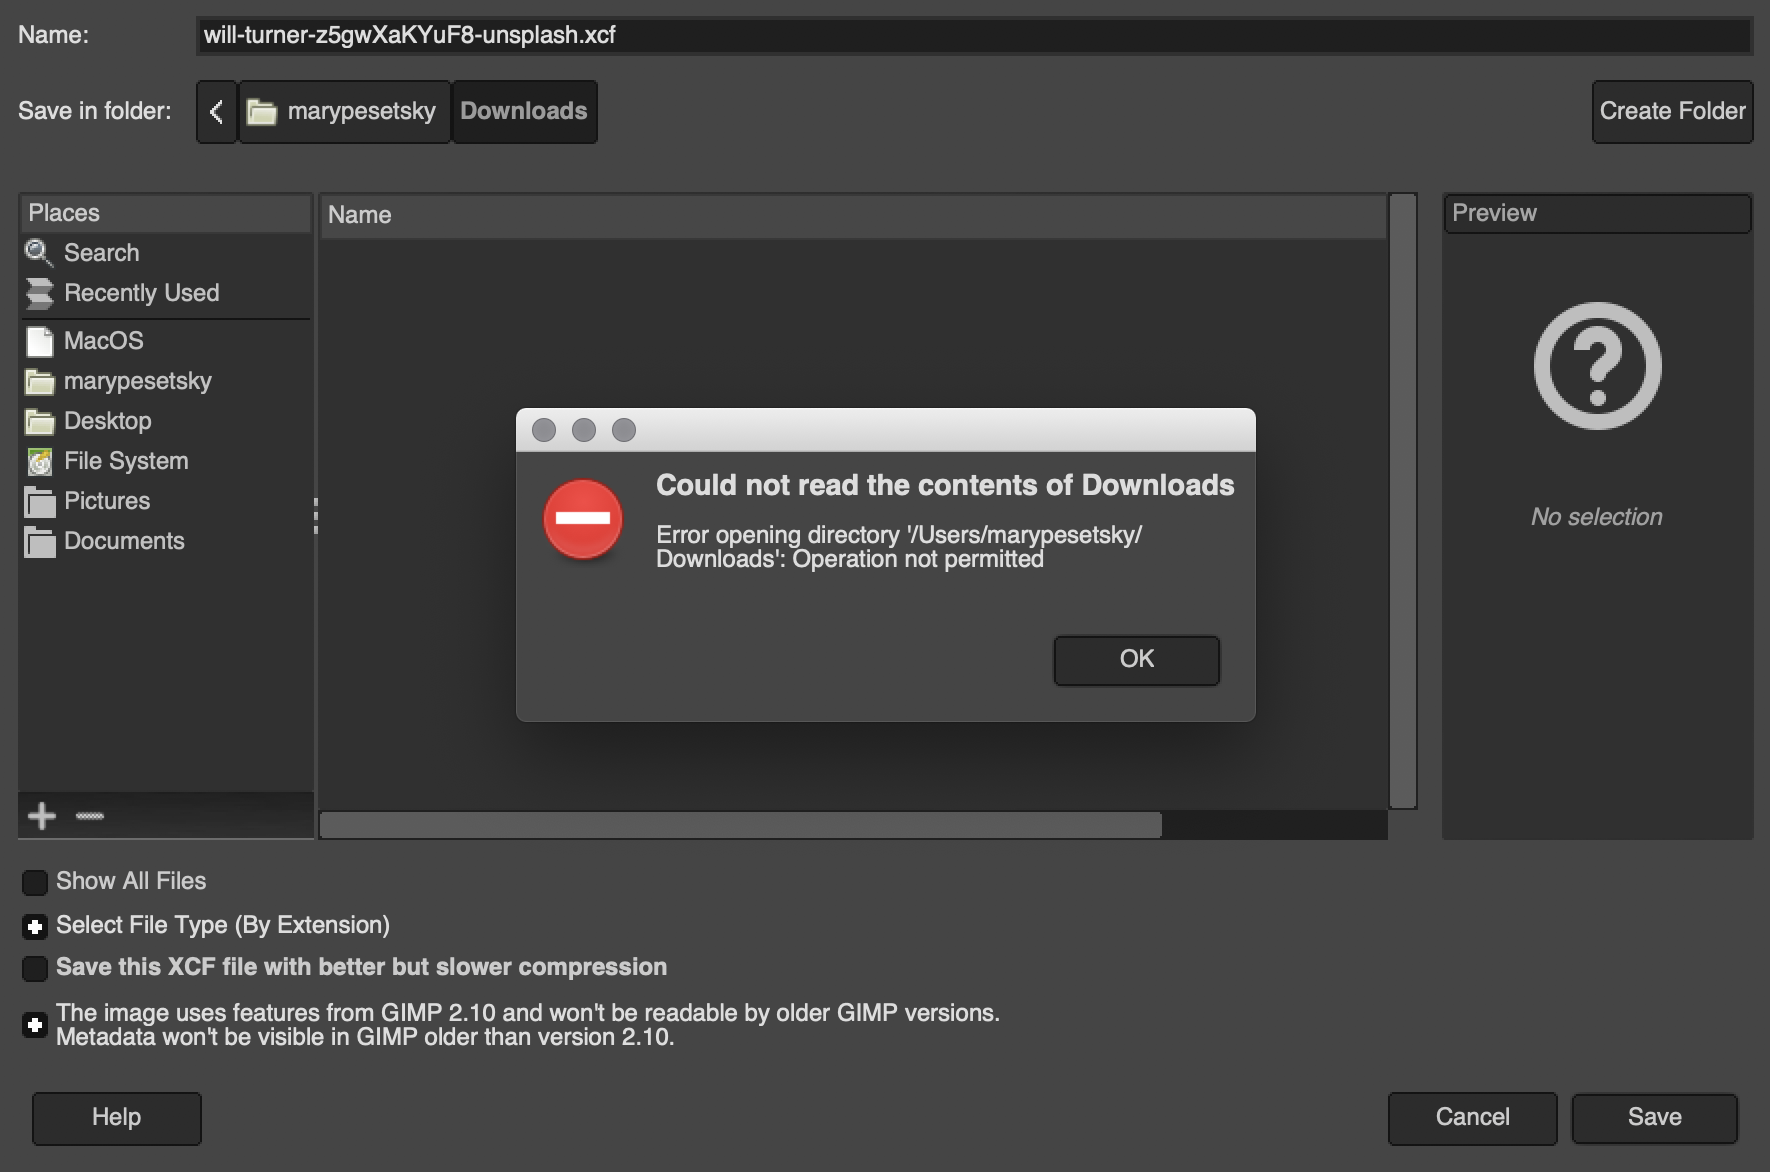 Name: will-turner-z5gwXaKYuF8-unsplash.xcf
Save in folder: marypesetsky Downloads Create Folder
Places
Search
Recently Used
MacOS
marypesetsky
Desktop
File System
Pictures
Documents
Name
Could not read the contents of Downloads
Error opening directory '/Users/marypesetsky/
Downloads': Operation not permitted
OK
Preview
No selection
Show All Files
Select File Type (By Extension)
Save this XCF file with better but slower compression
The image uses features from GIMP 2.10 and won't be readable by older GIMP versions.
Metadata won't be visible in GIMP older than version 2.10.
Help Cancel Save